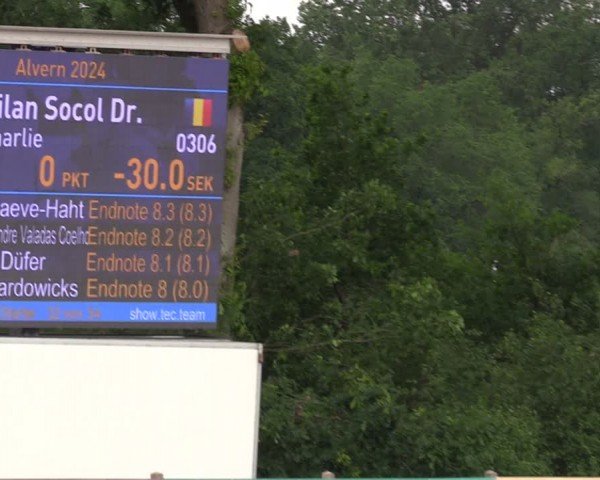 Alvern 2024
ilan Socol Dr.
harlie 0306
0 PKT -30.0 SEK
aeve-Haht Endnote 8.3 (8.3)
ndre Valadas Coelho Endnote 8.2 (8.2)
Düfer Endnote 8.1 (8.1)
ardowicks Endnote 8 (8.0)
show.tec.team